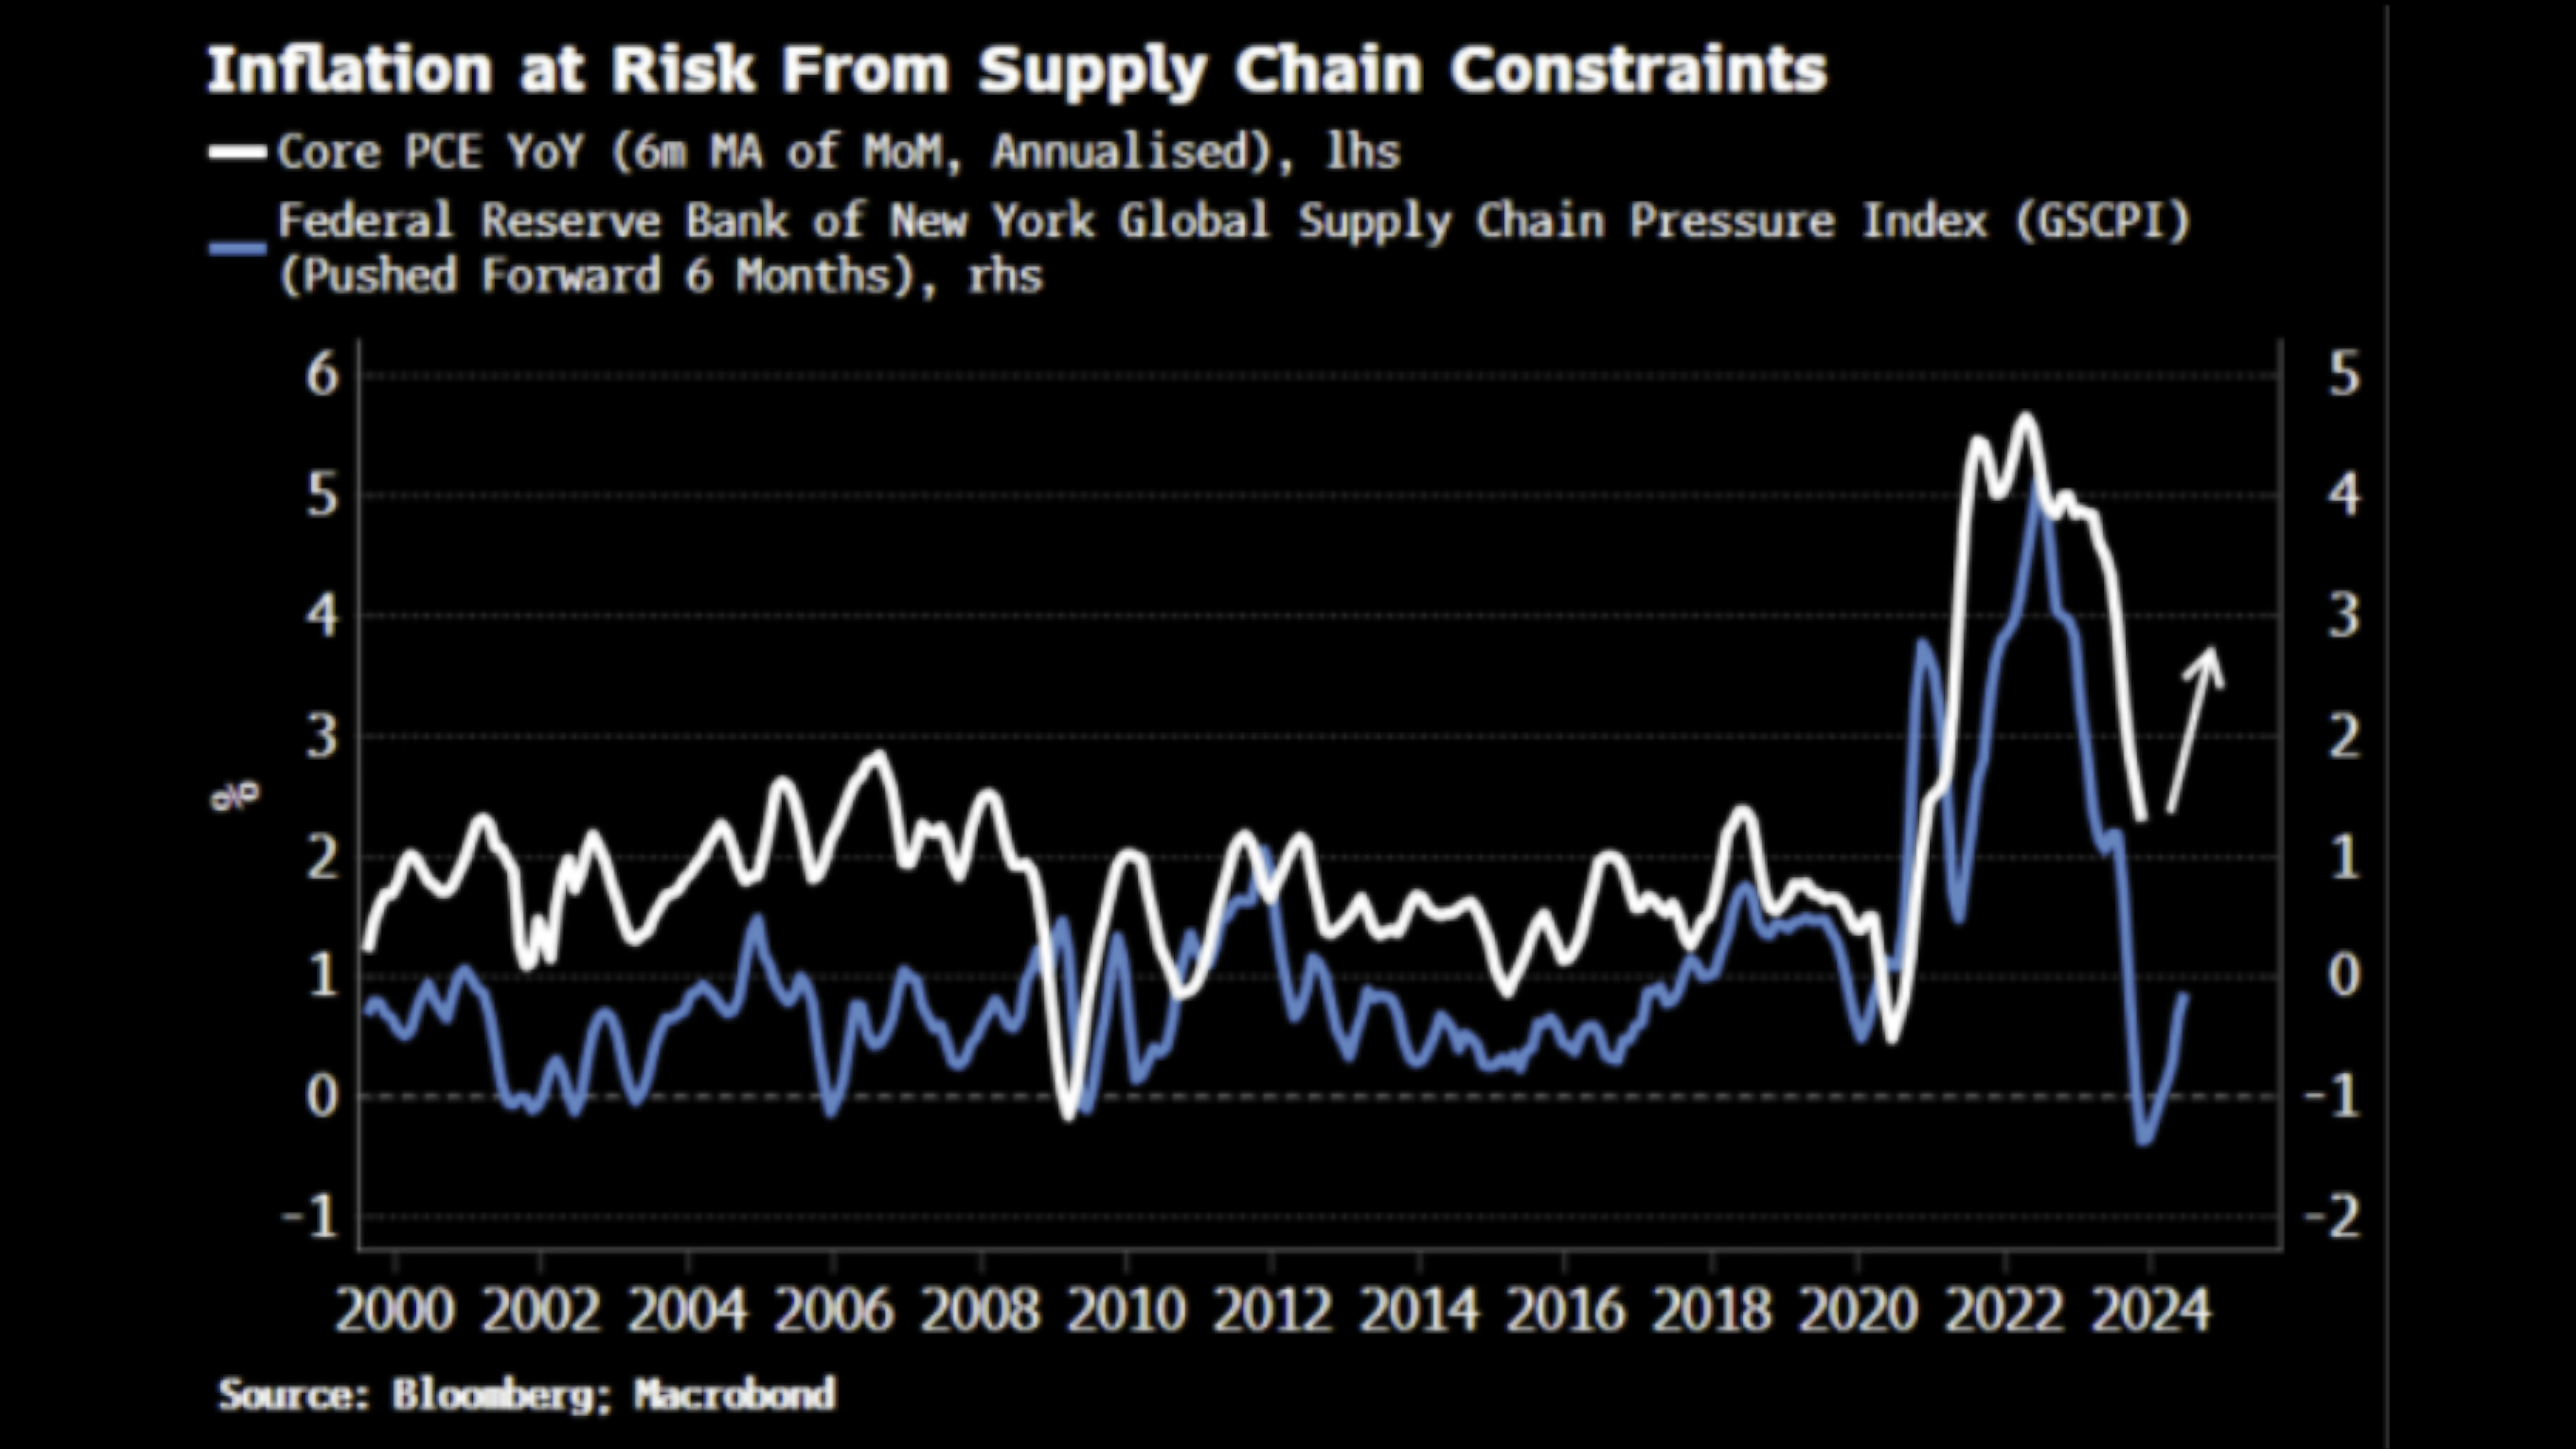 Inflation at Risk From Supply Chain Constraints
Core PCE YoY (6m MA of MoM, Annualised), lhs
Federal Reserve Bank of New York Global Supply Chain Pressure Index (GSCPI)
(Pushed Forward 6 Months), rhs
6 5
5 4
4 3
3 2
%
2 1
1 0
0 -1
-1 -2
2000 2002 2004 2006 2008 2010 2012 2014 2016 2018 2020 2022 2024
Source: Bloomberg; Macrobond